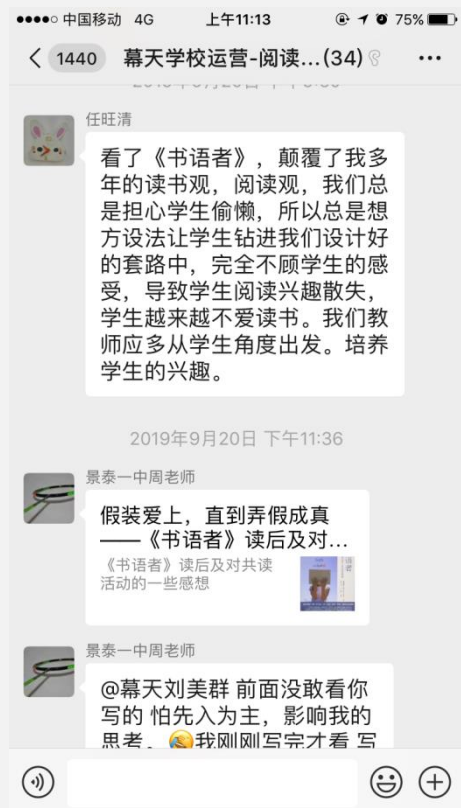 中国移动 4G 上午11:13 75%
1440 幕天学校运营-阅读...(34)
任旺清
看了《书语者》，颠覆了我多
年的读书观，阅读观，我们总
是担心学生偷懒，所以总是想
方设法让学生钻进我们设计好
的套路中，完全不顾学生的感
受，导致学生阅读兴趣散失，
学生越来越不爱读书。我们教
师应多从学生角度出发。培养
学生的兴趣。
2019年9月20日 下午11:36
景泰一中周老师
假装爱上，直到弄假成真
——《书语者》读后及对...
《书语者》读后及对共读
活动的一些感想
景泰一中周老师
@幕天刘美群 前面没敢看你
写的 怕先入为主，影响我的
思考。😅我刚刚写完才看 写